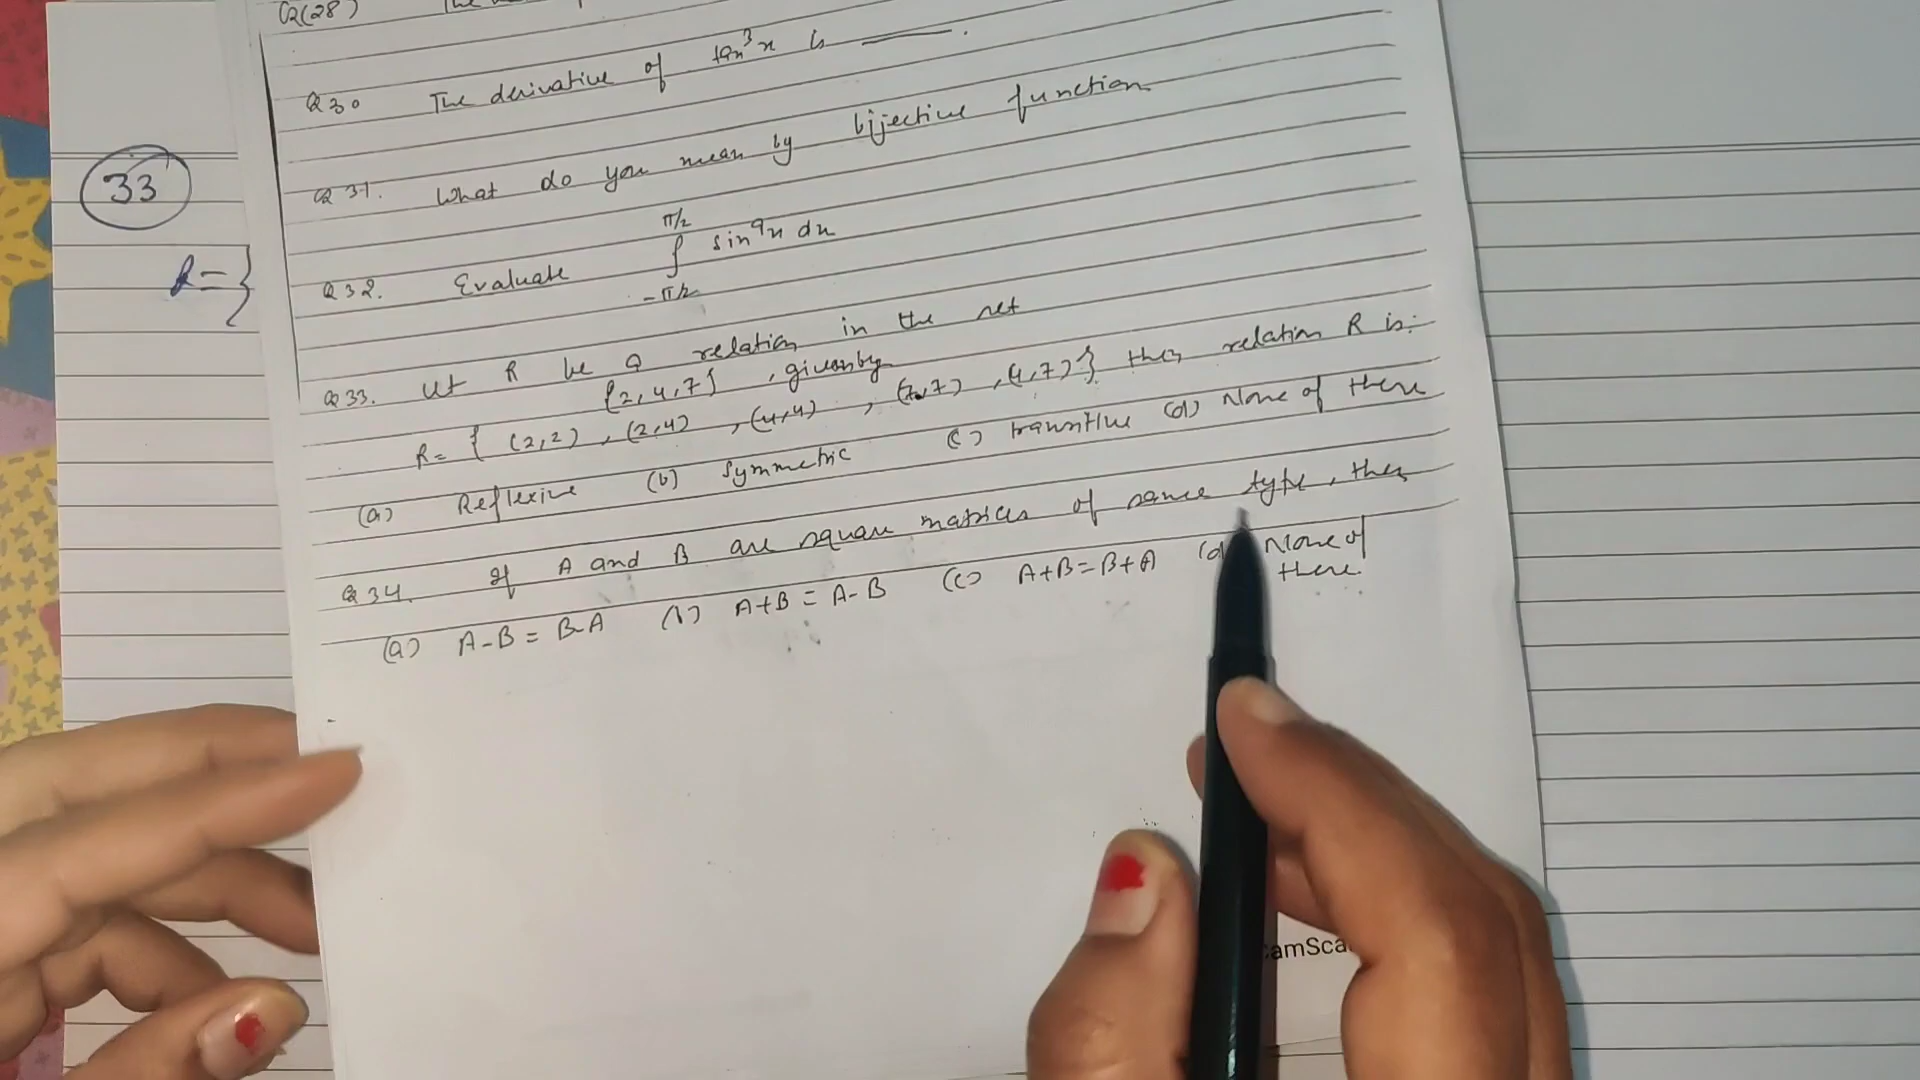 Q(28) The
Q30 The derivative of tan³x is ———.
Q31. What do you mean by bijective function
Q32. Evaluate ∫ -π/2 π/2 sin⁹x dx
Q33. Let R be a relation in the set
{2,4,7} , given by
R= { (2,2) , (2,4) , (4,4) , (7,7) , (4,7) } then relation R is:
(a) Reflexive (b) Symmetric (c) transitive (d) None of these
Q34. If A and B are square matrices of same type, then
(a) A-B = B-A (b) A+B = A-B (c) A+B = B+A (d) None of
these.
33
R= {
CamSca